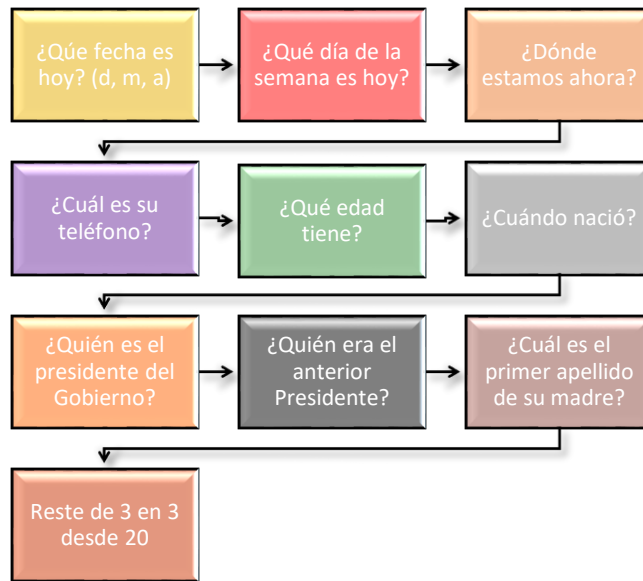 ¿Qúe fecha es
hoy? (d, m, a)
¿Qué día de la
semana es hoy?
¿Dónde
estamos ahora?
¿Cuál es su
teléfono?
¿Qué edad
tiene?
¿Cuándo nació?
¿Quién es el
presidente del
Gobierno?
¿Quién era el
anterior
Presidente?
¿Cuál es el
primer apellido
de su madre?
Reste de 3 en 3
desde 20